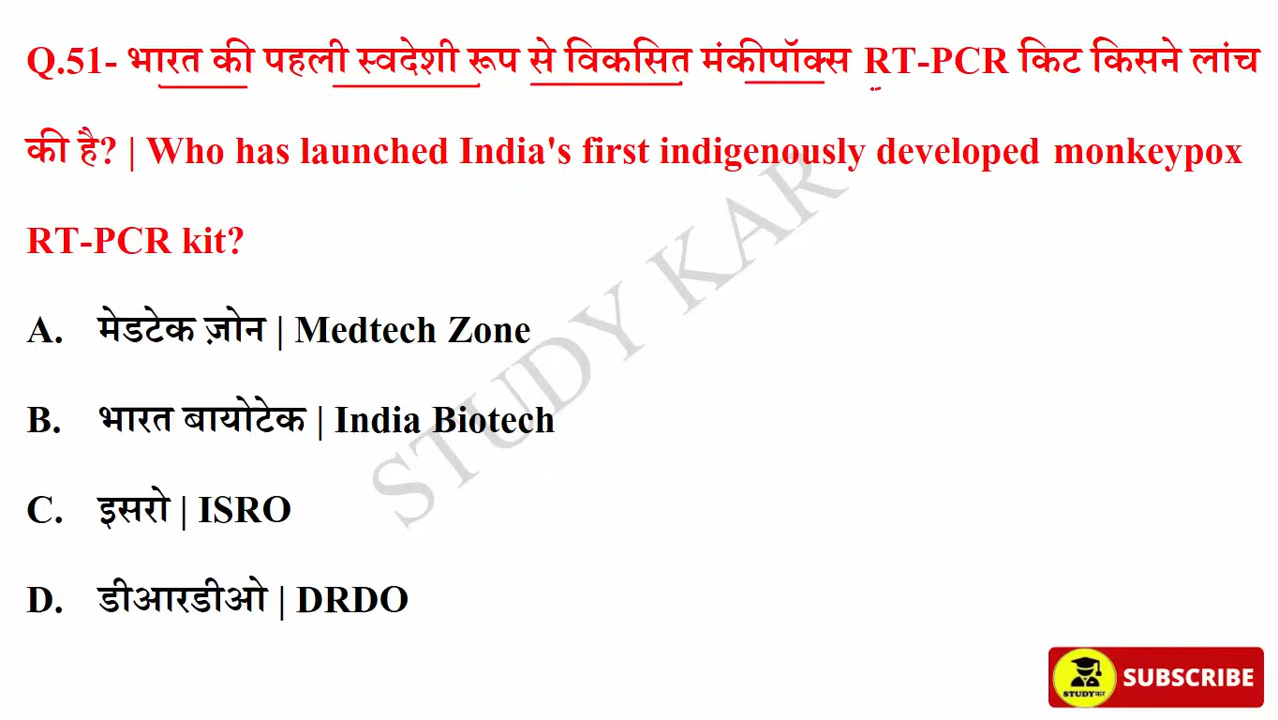 Q.51- भारत की पहली स्वदेशी रूप से विकसित मंकीपॉक्स RT-PCR किट किसने लांच
की है? | Who has launched India's first indigenously developed monkeypox
RT-PCR kit?
A. मेडटेक ज़ोन | Medtech Zone
B. भारत बायोटेक | India Biotech
C. इसरो | ISRO
D. डीआरडीओ | DRDO
STUDY KAR
STUDYकर
SUBSCRIBE